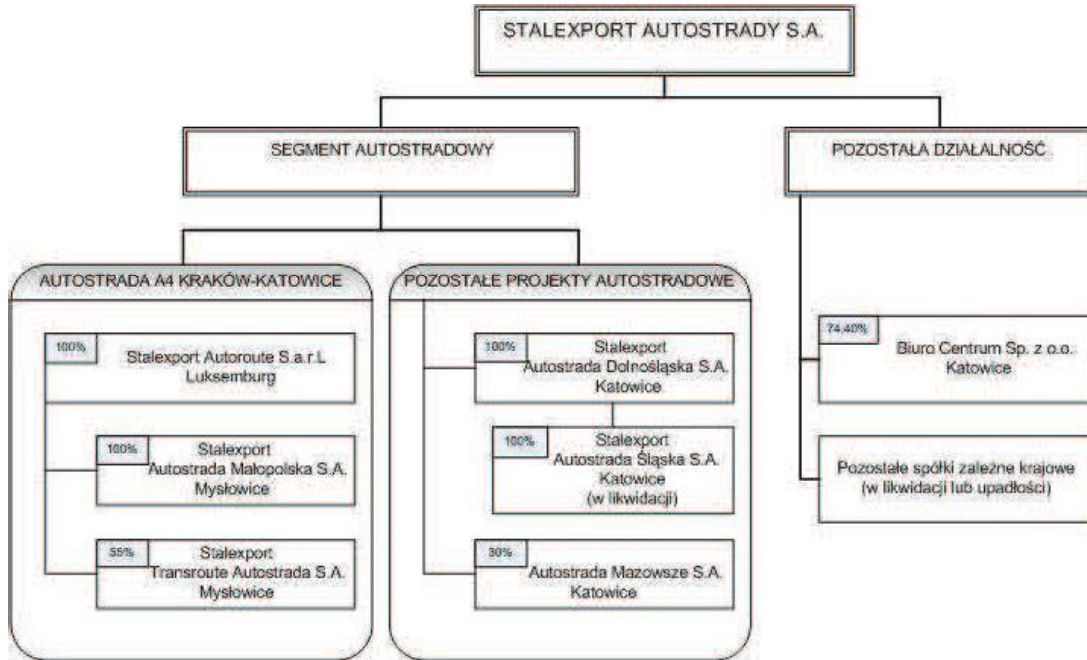 STALEXPORT AUTOSTRADY S.A.
SEGMENT AUTOSTRADOWY
POZOSTAŁA DZIAŁALNOŚĆ
AUTOSTRADA A4 KRAKÓW-KATOWICE
100%
Stalexport Autoroute S.a.r.L
Luksemburg
100%
Stalexport
Autostrada Małopolska S.A.
Mysłowice
55%
Stalexport
Transroute Autostrada S.A.
Mysłowice
POZOSTAŁE PROJEKTY AUTOSTRADOWE
100%
Stalexport
Autostrada Dolnośląska S.A.
Katowice
100%
Stalexport
Autostrada Śląska S.A.
Katowice
(w likwidacji)
30%
Autostrada Mazowsze S.A.
Katowice
74,40%
Biuro Centrum Sp. z o.o.
Katowice
Pozostałe spółki zależne krajowe
(w likwidacji lub upadłości)